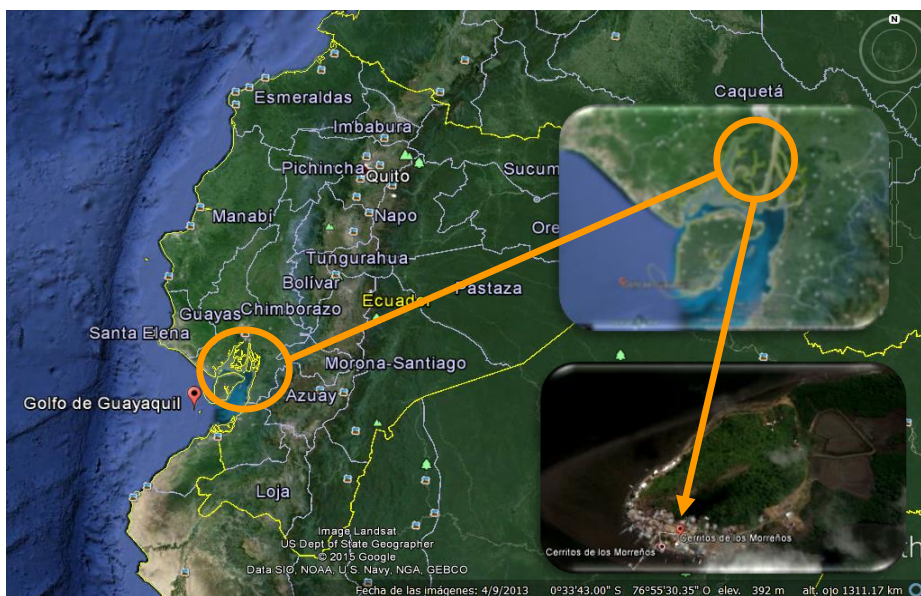 N
Caquetá
Esmeraldas
Imbabura
Pichincha
Quito
Sucum
Manabí
Napo
Ore
Tungurahua
Bolívar
Pastaza
Ecuador
Chimborazo
Guayas
Santa Elena
Morona-Santiago
Azuay
Golfo de Guayaquil
Loja
Cerritos de los Morreños
Cerritos de los Morreños
Image Landsat
US Dept of State Geographer
© 2015 Google
Data SIO, NOAA, U.S. Navy, NGA, GEBCO
Fecha de las imágenes: 4/9/2013 0°33'43.00" S 76°55'30.35" O elev. 392 m alt. ojo 1311.17 km